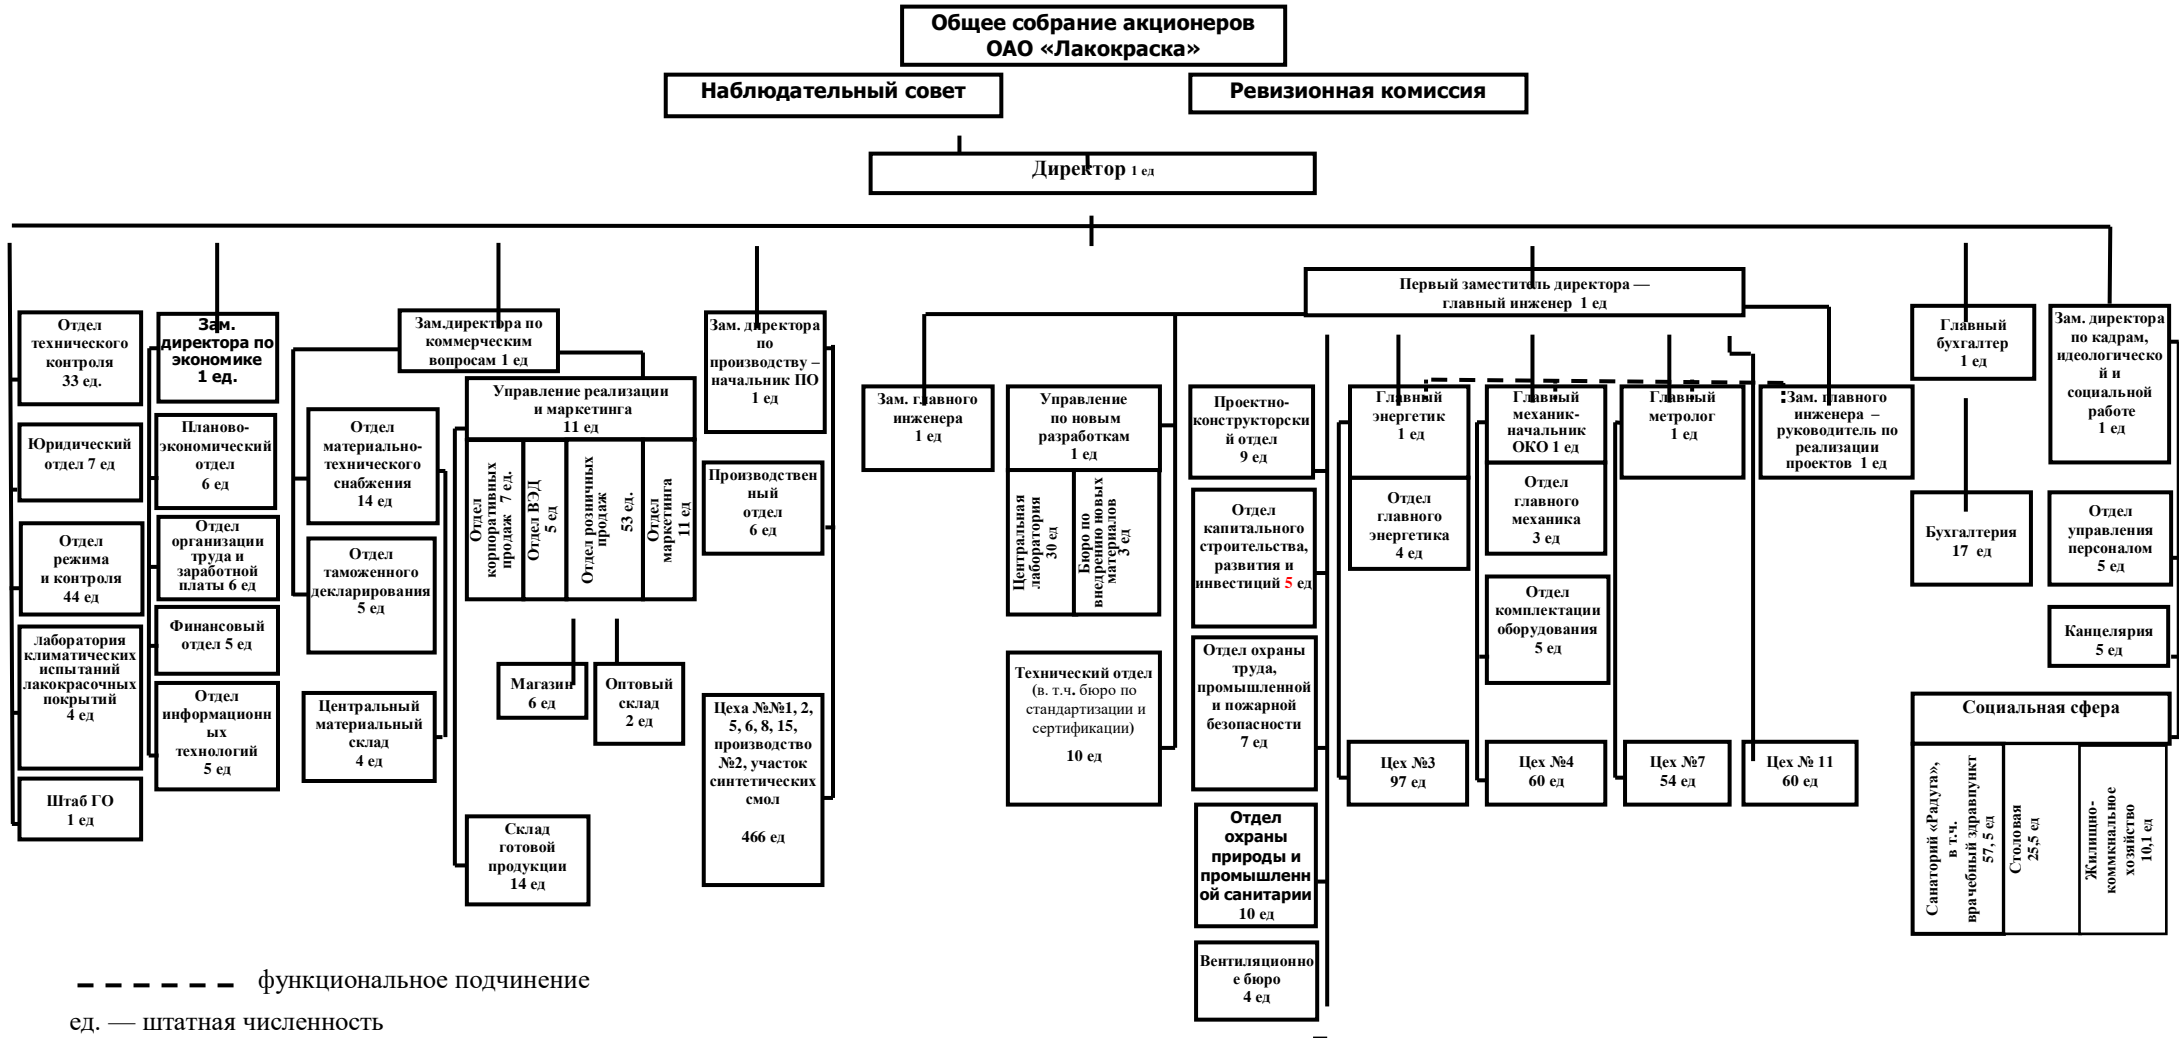 Общее собрание акционеров
ОАО «Лакокраска»
Наблюдательный совет
Ревизионная комиссия
Директор 1 ед
Отдел
технического
контроля
33 ед.
Юридический
отдел 7 ед
Отдел
режима
и контроля
44 ед
лаборатория
климатических
испытаний
лакокрасочных
покрытий
4 ед
Штаб ГО
1 ед
Зам.
директора по
экономике
1 ед.
Планово-
экономический
отдел
6 ед
Отдел
организации
труда и
заработной
платы 6 ед
Финансовый
отдел 5 ед
Отдел
информационн
ых
технологий
5 ед
Зам.директора по
коммерческим
вопросам 1 ед
Отдел
материально-
технического
снабжения
14 ед
Отдел
таможенного
декларирования
5 ед
Центральный
материальный
склад
4 ед
Управление реализации
и маркетинга
11 ед
Отдел
корпоративных
продаж 7 ед.
Отдел ВЭД
5 ед
Отдел розничных
продаж
53 ед.
Отдел
маркетинга
11 ед
Магазин
6 ед
Оптовый
склад
2 ед
Склад
готовой
продукции
14 ед
Зам. директора
по
производству –
начальник ПО
1 ед
Производствен
ный
отдел
6 ед
Цеха №№1, 2,
5, 6, 8, 15,
производство
№2, участок
синтетических
смол
466 ед
Первый заместитель директора —
главный инженер 1 ед
Зам. главного
инженера
1 ед
Управление
по новым
разработкам
1 ед
Центральная
лаборатория
30 ед
Бюро по
внедрению новых
материалов
3 ед
Технический отдел
(в. т.ч. бюро по
стандартизации и
сертификации)
10 ед
Проектно-
конструкторски
й отдел
9 ед
Отдел
капитального
строительства,
развития и
инвестиций 5 ед
Отдел охраны
труда,
промышленной
и пожарной
безопасности
7 ед
Отдел
охраны
природы и
промышленн
ой санитарии
10 ед
Вентиляционно
е бюро
4 ед
Главный
энергетик
1 ед
Отдел
главного
энергетика
4 ед
Цех №3
97 ед
Главный
механик-
начальник
ОКО 1 ед
Отдел
главного
механика
3 ед
Отдел
комплектации
оборудования
5 ед
Цех №4
60 ед
Главный
метролог
1 ед
Цех №7
54 ед
Зам. главного
инженера –
руководитель по
реализации
проектов 1 ед
Цех № 11
60 ед
Главный
бухгалтер
1 ед
Бухгалтерия
17 ед
Зам. директора
по кадрам,
идеологическо
й и
социальной
работе
1 ед
Отдел
управления
персоналом
5 ед
Канцелярия
5 ед
Социальная сфера
Санаторий «Радуга»,
в т.ч.
врачебный здравпункт
57, 5 ед
Столовая
25,5 ед
Жилищно-
коммкнальное
хозяйство
10,1 ед
функциональное подчинение
ед. — штатная численность